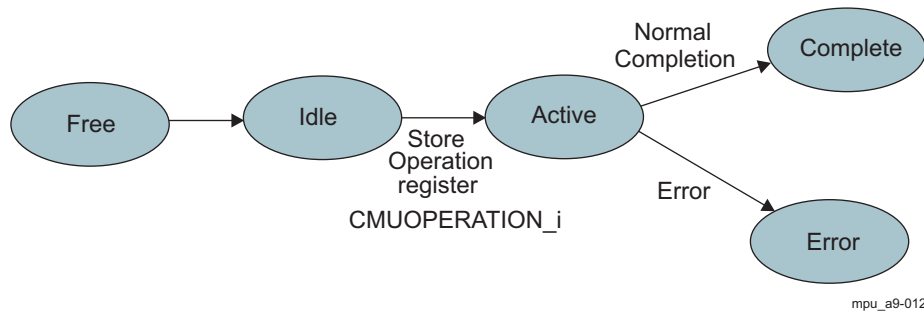 Free
Idle
Store
Operation
register
CMUOPERATION_i
Active
Normal
Completion
Complete
Error
Error
mpu_a9-012